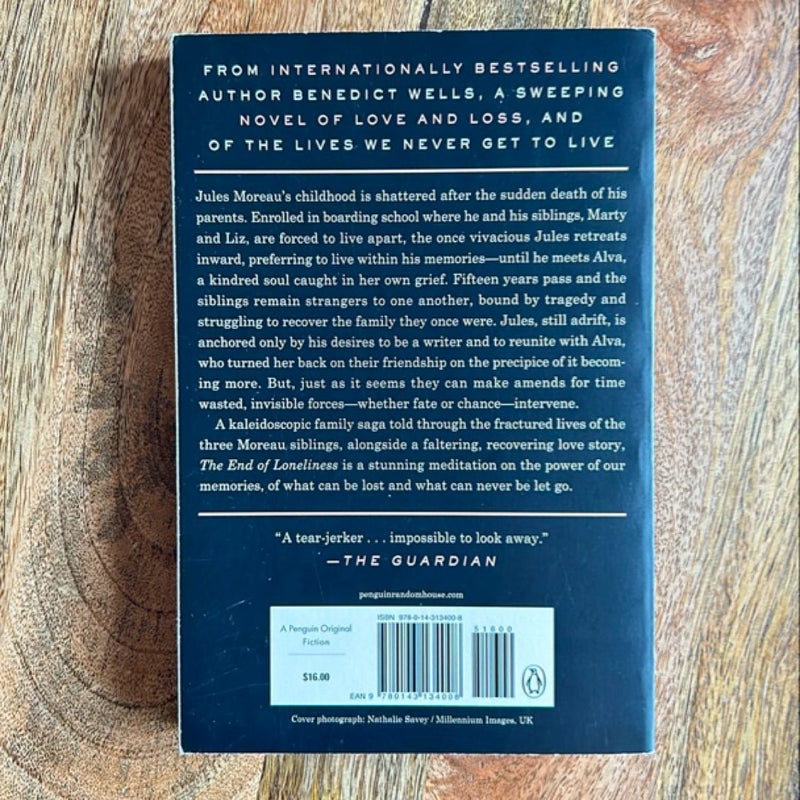 FROM INTERNATIONALLY BESTSELLING
AUTHOR BENEDICT WELLS, A SWEEPING
NOVEL OF LOVE AND LOSS, AND
OF THE LIVES WE NEVER GET TO LIVE
Jules Moreau's childhood is shattered after the sudden death of his
parents. Enrolled in boarding school where he and his siblings, Marty
and Liz, are forced to live apart, the once vivacious Jules retreats
inward, preferring to live within his memories—until he meets Alva,
a kindred soul caught in her own grief. Fifteen years pass and the
siblings remain strangers to one another, bound by tragedy and
struggling to recover the family they once were. Jules, still adrift, is
anchored only by his desires to be a writer and to reunite with Alva,
who turned her back on their friendship on the precipice of it becom-
ing more. But, just as it seems they can make amends for time
wasted, invisible forces—whether fate or chance—intervene.
A kaleidoscopic family saga told through the fractured lives of the
three Moreau siblings, alongside a faltering, recovering love story,
The End of Loneliness is a stunning meditation on the power of our
memories, of what can be lost and what can never be let go.
“A tear-jerker . . . impossible to look away.”
—THE GUARDIAN
penguinrandomhouse.com
A Penguin Original
Fiction
$16.00
ISBN 978-0-14-313400-8
51600
EAN 9 780143 134008
Cover photograph: Nathalie Savey / Millennium Images, UK